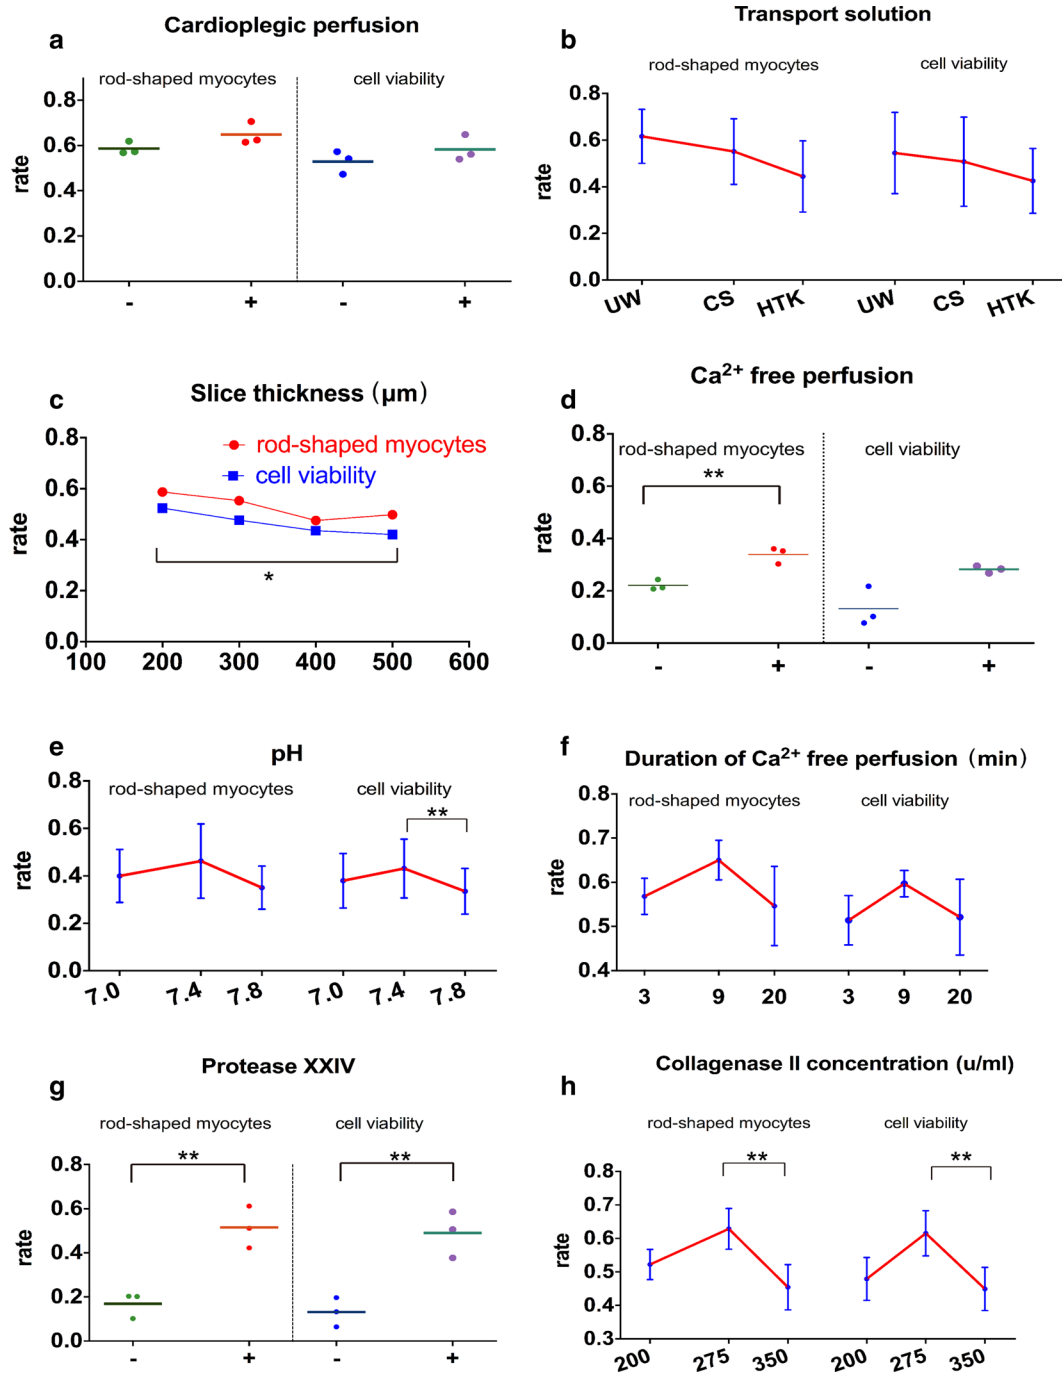 a
Cardioplegic perfusion
rod-shaped myocytes
cell viability
rate
0.8
0.6
0.4
0.2
0.0
-
+
-
+
b
Transport solution
rod-shaped myocytes
cell viability
rate
0.8
0.6
0.4
0.2
0.0
UW
CS
HTK
UW
CS
HTK
c
Slice thickness (μm)
rod-shaped myocytes
cell viability
rate
0.8
0.6
0.4
0.2
0.0
*
100
200
300
400
500
600
d
Ca2+ free perfusion
rod-shaped myocytes
cell viability
**
rate
0.8
0.6
0.4
0.2
0.0
-
+
-
+
e
pH
rod-shaped myocytes
cell viability
**
rate
0.8
0.6
0.4
0.2
0.0
7.0
7.4
7.8
7.0
7.4
7.8
f
Duration of Ca2+ free perfusion (min)
rod-shaped myocytes
cell viability
rate
0.8
0.7
0.6
0.5
0.4
3
9
20
3
9
20
g
Protease XXIV
rod-shaped myocytes
cell viability
**
**
rate
0.8
0.6
0.4
0.2
0.0
-
+
-
+
h
Collagenase II concentration (u/ml)
rod-shaped myocytes
cell viability
**
**
rate
0.8
0.7
0.6
0.5
0.4
0.3
200
275
350
200
275
350